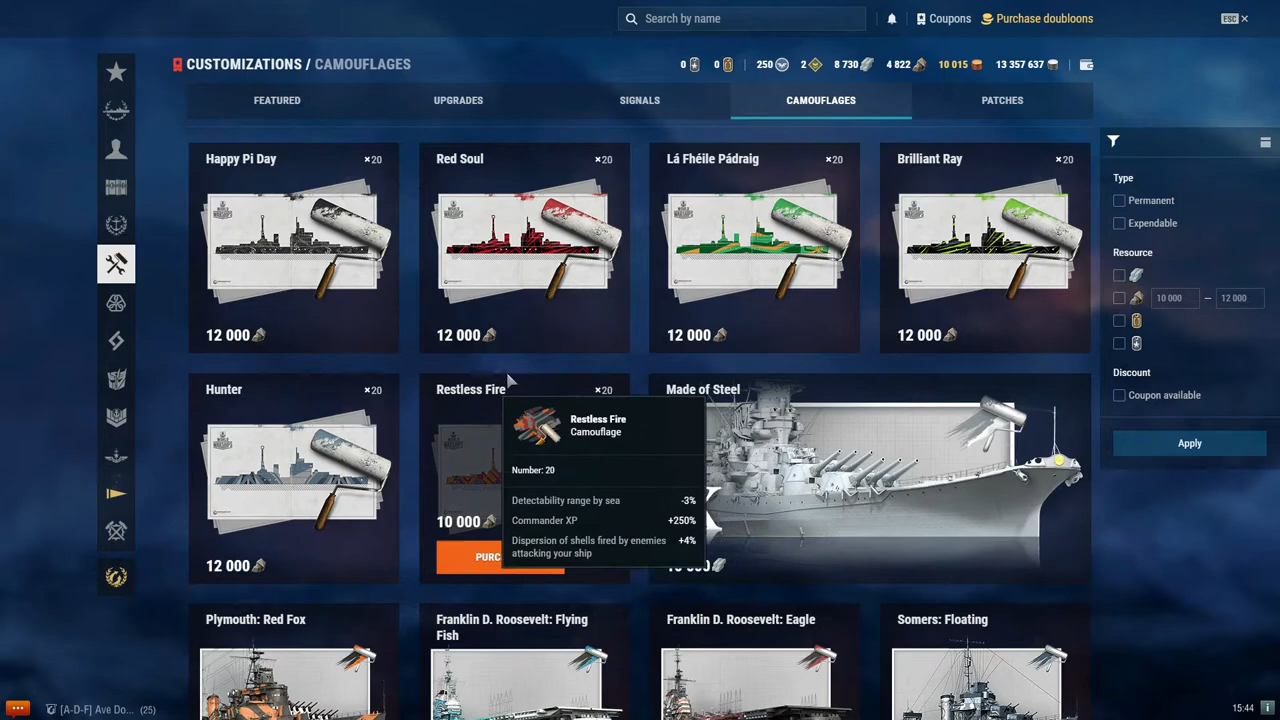 Search by name
Coupons
Purchase doubloons
ESC
CUSTOMIZATIONS / CAMOUFLAGES
0 0 250 2 8 730 4 822 10 015 13 357 637
FEATURED
UPGRADES
SIGNALS
CAMOUFLAGES
PATCHES
Happy Pi Day ×20
Red Soul ×20
Lá Fhéile Pádraig ×20
Brilliant Ray ×20
12 000
12 000
12 000
12 000
Hunter ×20
Restless Fire ×20
Made of Steel
Restless Fire
Camouflage
Number: 20
Detectability range by sea -3%
Commander XP +250%
Dispersion of shells fired by enemies +4%
attacking your ship
10 000
PURC
12 000
Plymouth: Red Fox
Franklin D. Roosevelt: Flying
Fish
Franklin D. Roosevelt: Eagle
Somers: Floating
Type
Permanent
Expendable
Resource
10 000 – 12 000
Discount
Coupon available
Apply
[A-D-F] Ave Do... (25)
15:44